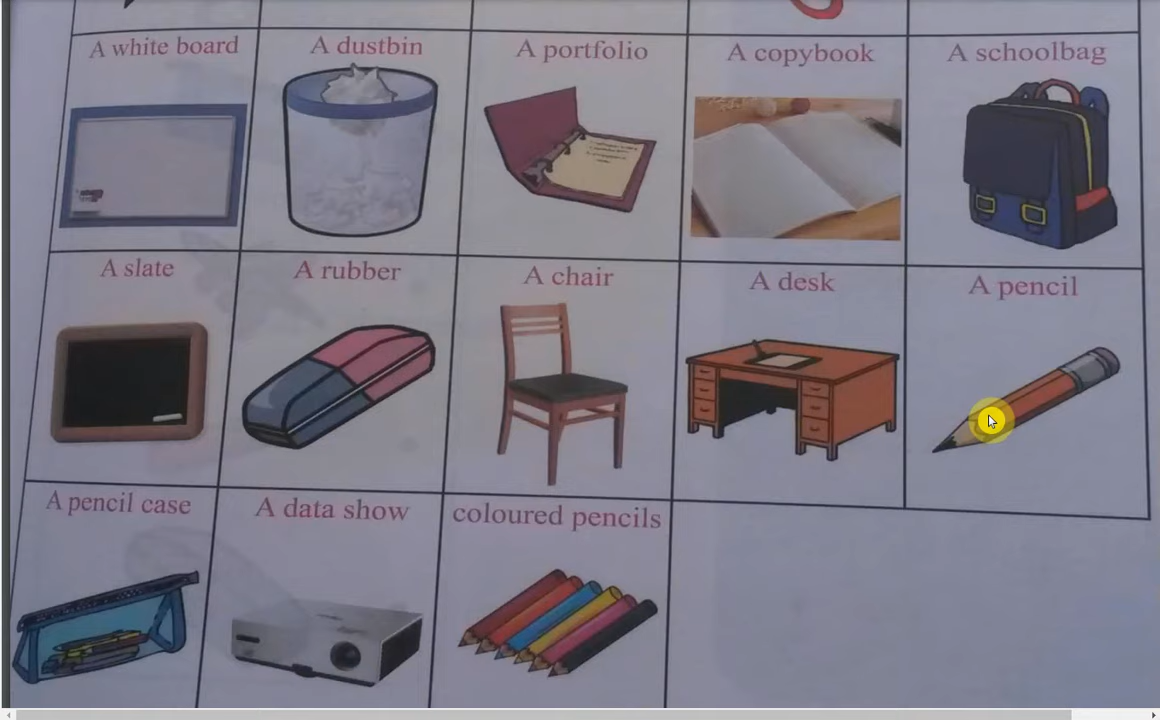 A white board
A dustbin
A portfolio
A copybook
A schoolbag
A slate
A rubber
A chair
A desk
A pencil
A pencil case
A data show
coloured pencils